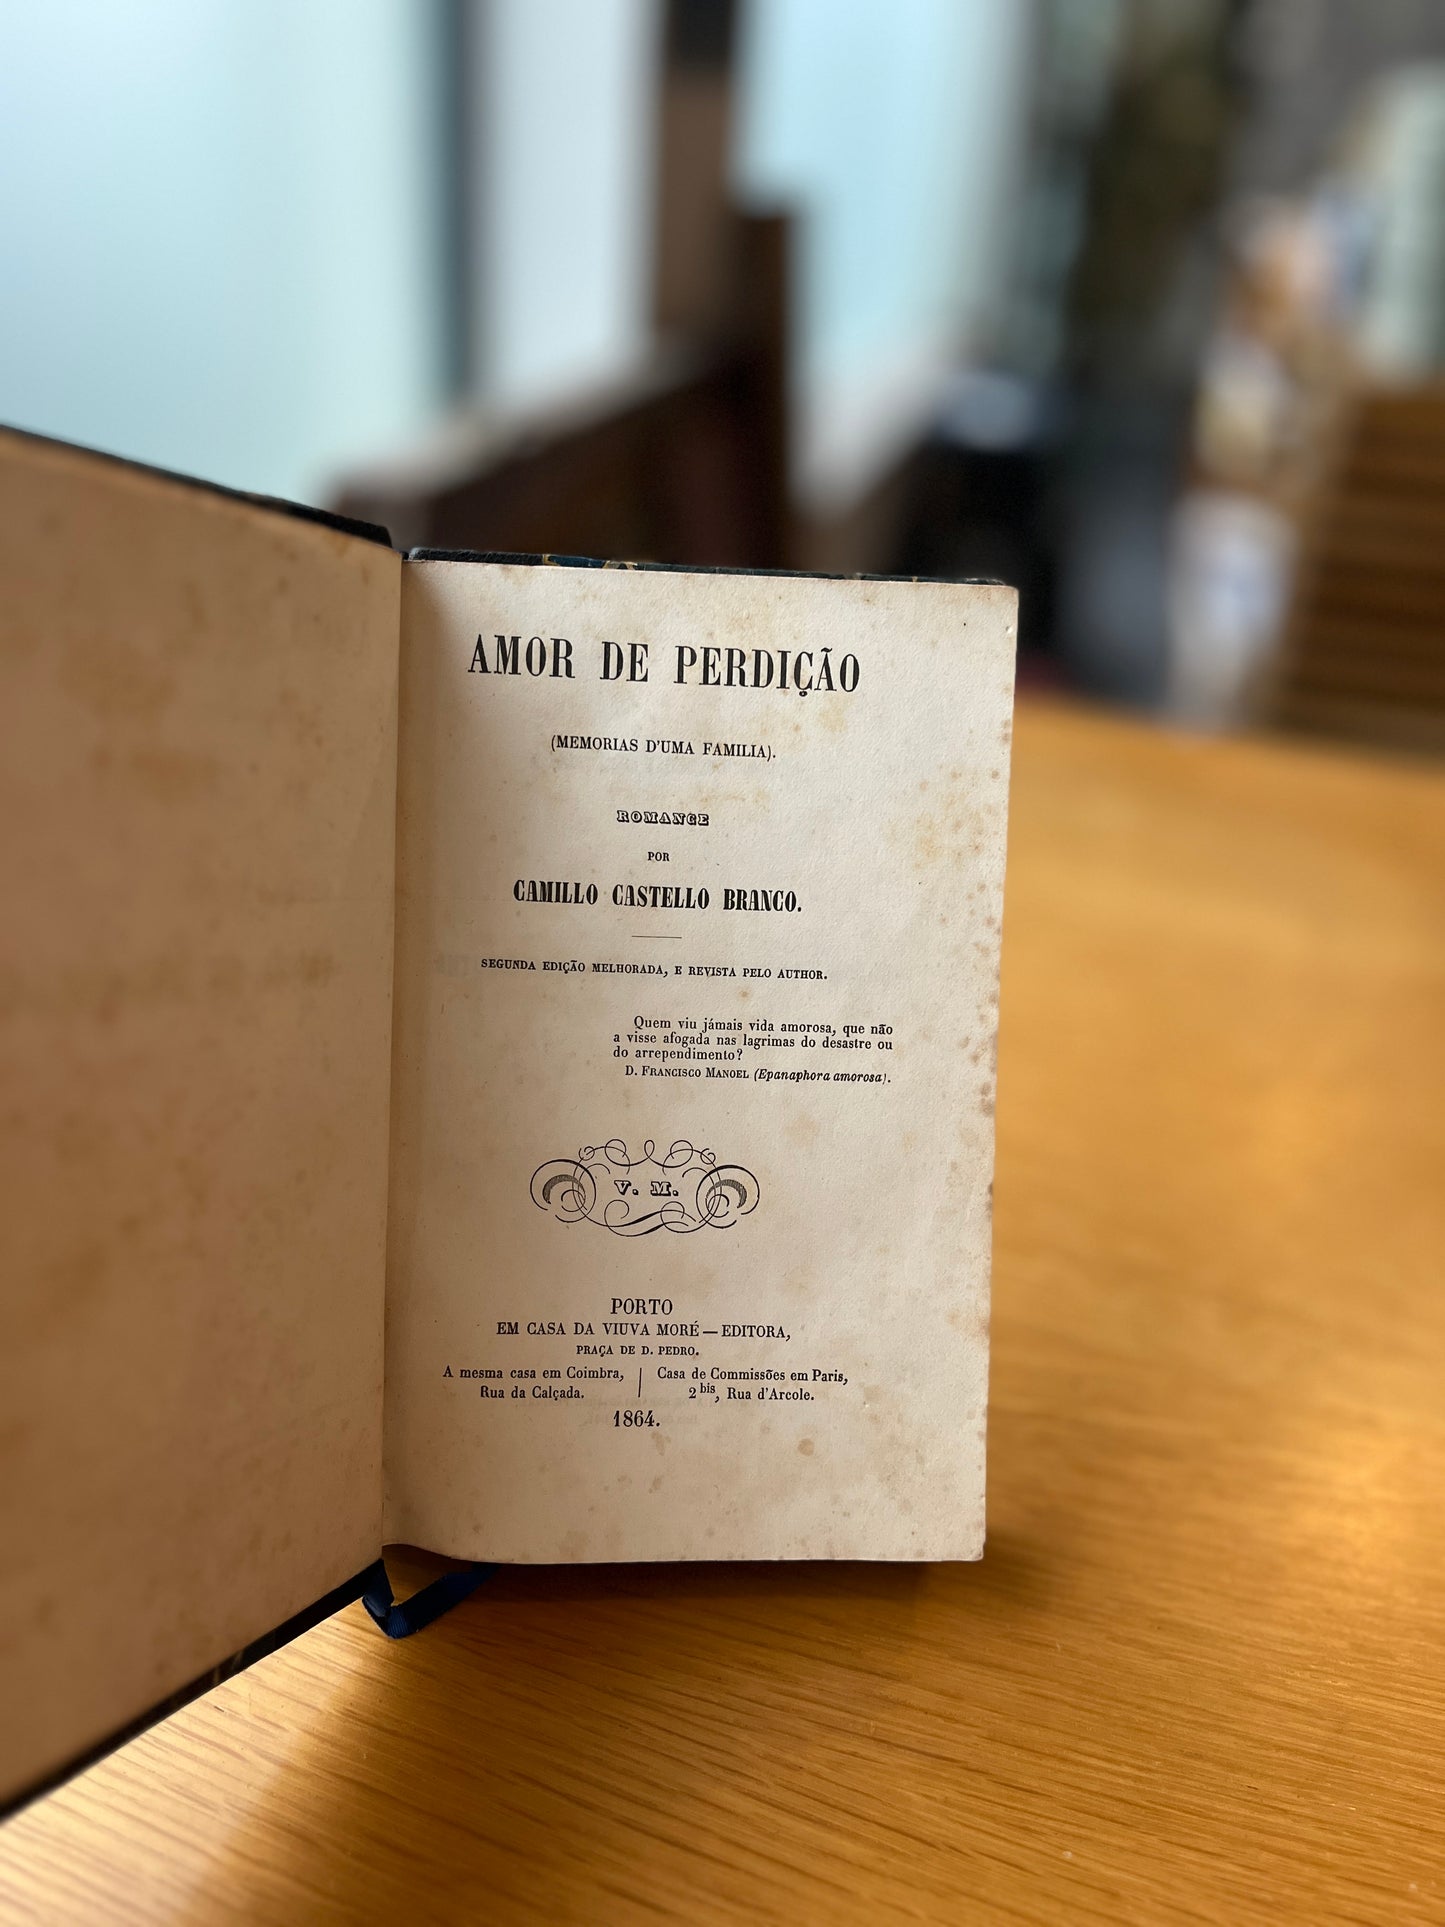 AMOR DE PERDIÇÃO
(MEMORIAS D'UMA FAMILIA).
ROMANCE
POR
CAMILLO CASTELLO BRANCO.
SEGUNDA EDIÇÃO MELHORADA, E REVISTA PELO AUTHOR.
Quem viu jámais vida amorosa, que não
a visse afogada nas lagrimas do desastre ou
do arrependimento?
D. FRANCISCO MANOEL (Epanaphora amorosa).
V. M.
PORTO
EM CASA DA VIUVA MORÉ — EDITORA,
PRAÇA DE D. PEDRO.
A mesma casa em Coimbra,
Rua da Calçada.
Casa de Commissões em Paris,
2 bis, Rua d'Arcole.
1864.